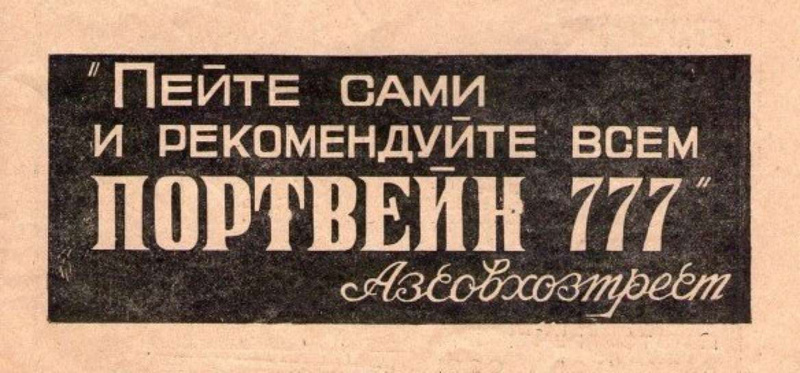 "Пейте сами
и рекомендуйте всем
ПОРТВЕЙН 777"
Азсовхозтрест